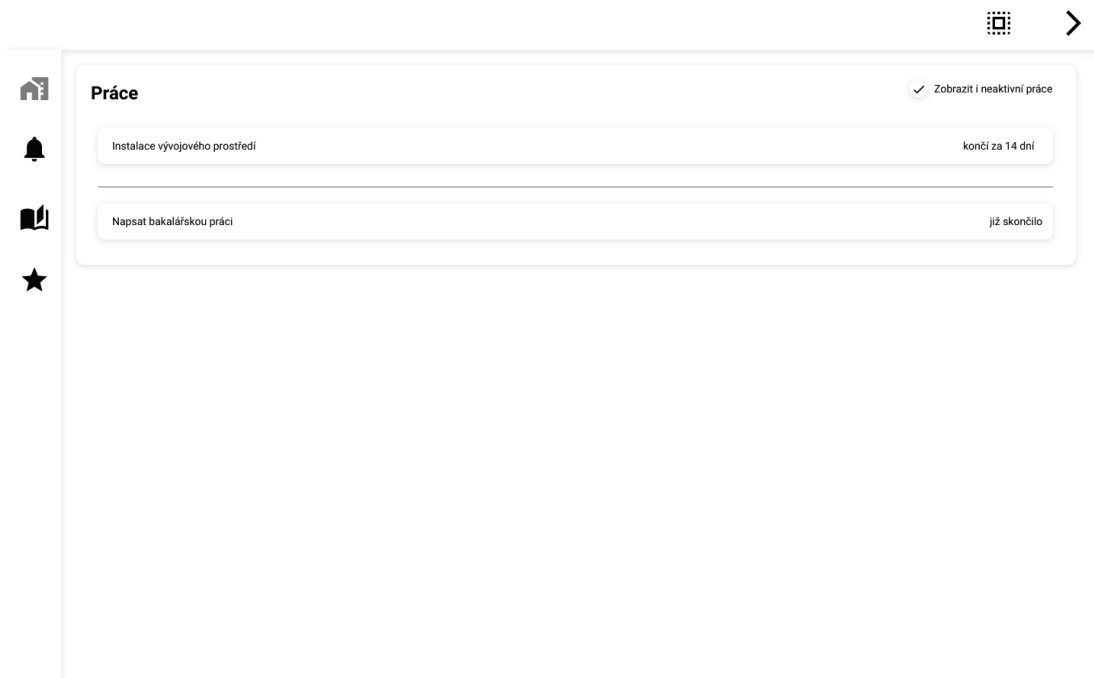 Práce
Zobrazit i neaktivní práce
Instalace vývojového prostředí
končí za 14 dní
Napsat bakalářskou práci
již skončilo